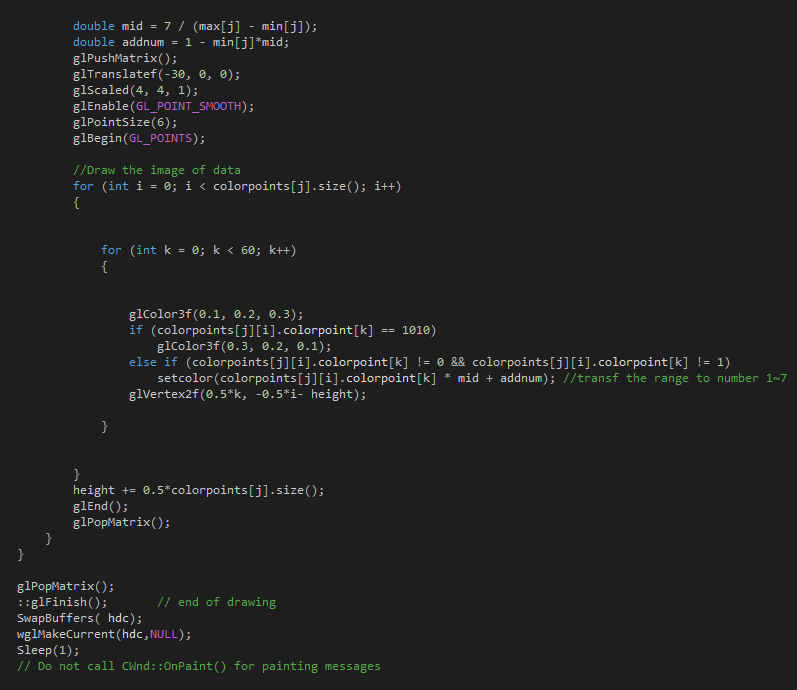 double mid = 7 / (max[j] - min[j]);
double addnum = 1 - min[j]*mid;
glPushMatrix();
glTranslatef(-30, 0, 0);
glScaled(4, 4, 1);
glEnable(GL_POINT_SMOOTH);
glPointSize(6);
glBegin(GL_POINTS);
//Draw the image of data
for (int i = 0; i < colorpoints[j].size(); i++)
{
for (int k = 0; k < 60; k++)
{
glColor3f(0.1, 0.2, 0.3);
if (colorpoints[j][i].colorpoint[k] == 1010)
glColor3f(0.3, 0.2, 0.1);
else if (colorpoints[j][i].colorpoint[k] != 0 && colorpoints[j][i].colorpoint[k] != 1)
setcolor(colorpoints[j][i].colorpoint[k] * mid + addnum); //transf the range to number 1~7
glVertex2f(0.5*k, -0.5*i- height);
}
}
height += 0.5*colorpoints[j].size();
glEnd();
glPopMatrix();
}
}
glPopMatrix();
::glFinish(); // end of drawing
SwapBuffers( hdc);
wglMakeCurrent(hdc,NULL);
Sleep(1);
// Do not call CWnd::OnPaint() for painting messages